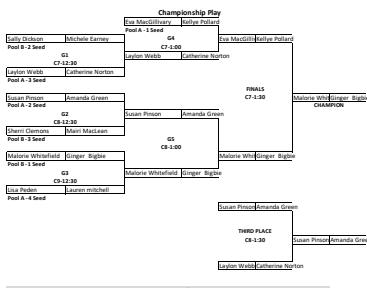 Championship Play
Eva MacGillivary Kellye Pollard
Pool A - 1 Seed
Sally Dickson Michele Earney
Pool B - 2 Seed
G4
C7-1:00
Eva MacGilliv Kellye Pollard
G1
C7-12:30
Laylon Webb Catherine Norton
Laylon Webb Catherine Norton
Pool A - 3 Seed
FINALS
C7-1:30
Susan Pinson Amanda Green
Pool A - 2 Seed
Malorie Whit Ginger Bigbie
CHAMPION
G2
C8-12:30
Susan Pinson Amanda Green
Sherri Clemons Mairi MacLean
Pool B - 3 Seed
G5
C8-1:00
Malorie Whitefield Ginger Bigbie
Pool B - 1 Seed
Malorie Whit Ginger Bigbie
G3
C9-12:30
Malorie Whitefield Ginger Bigbie
Lisa Peden Lauren mitchell
Pool A - 4 Seed
Susan Pinson Amanda Green
THIRD PLACE
C8-1:30
Susan Pinson Amanda Gree
Laylon Webb Catherine Norton